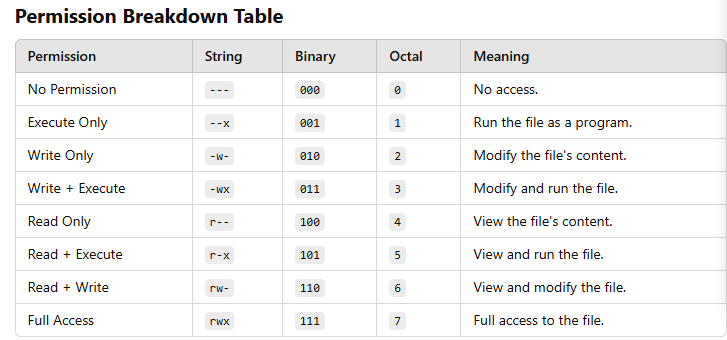 Permission Breakdown Table
Permission String Binary Octal Meaning
No Permission --- 000 0 No access.
Execute Only --x 001 1 Run the file as a program.
Write Only -w- 010 2 Modify the file's content.
Write + Execute -wx 011 3 Modify and run the file.
Read Only r-- 100 4 View the file's content.
Read + Execute r-x 101 5 View and run the file.
Read + Write rw- 110 6 View and modify the file.
Full Access rwx 111 7 Full access to the file.